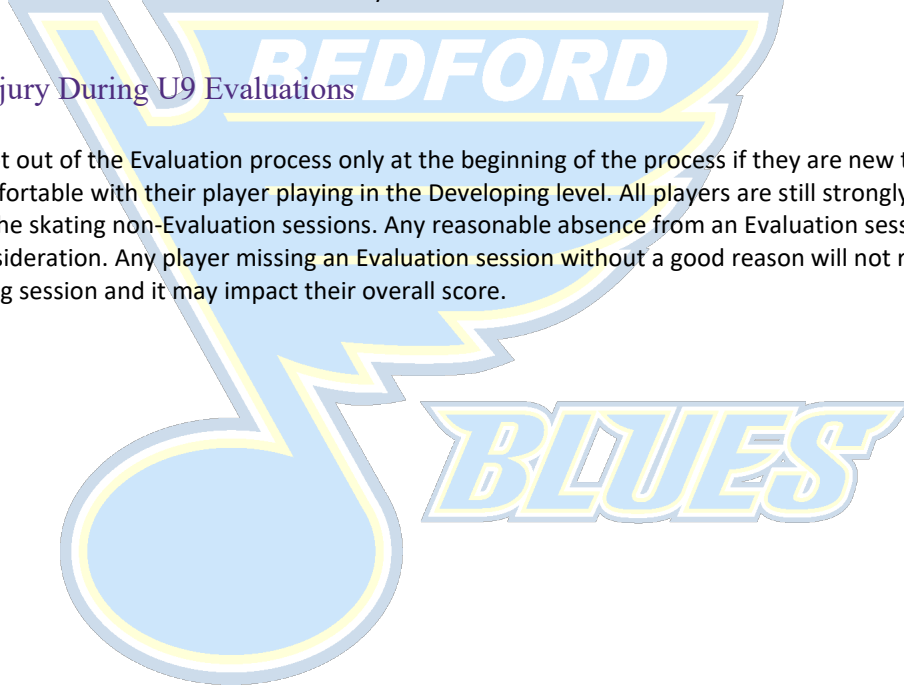 BEDFORD
jury During U9 Evaluations
t out of the Evaluation process only at the beginning of the process if they are new t
fortable with their player playing in the Developing level. All players are still strongly
he skating non-Evaluation sessions. Any reasonable absence from an Evaluation sess
sideration. Any player missing an Evaluation session without a good reason will not r
g session and it may impact their overall score.
BLUES